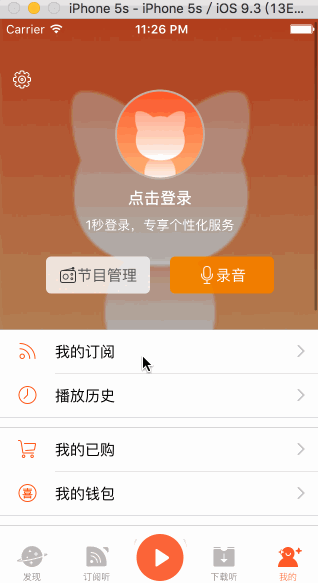 iPhone 5s - iPhone 5s / iOS 9.3 (13E...
Carrier 11:26 PM
点击登录
1秒登录，专享个性化服务
节目管理 录音
我的订阅
播放历史
我的已购
喜 我的钱包
发现 订阅听 下载听 我的